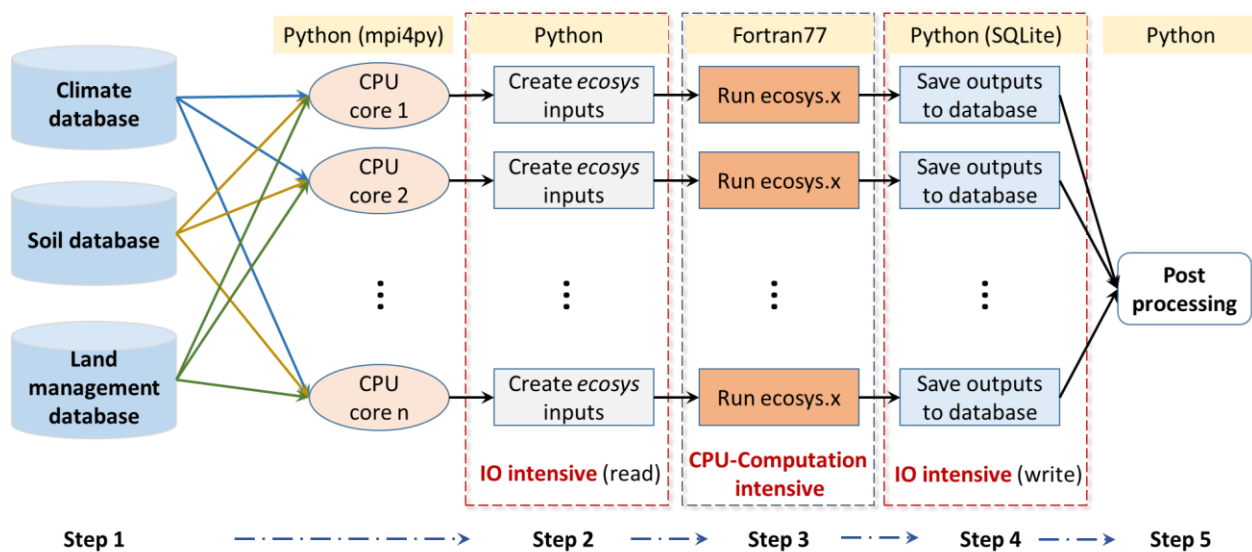 Python (mpi4py)
Python
Fortran77
Python (SQLite)
Python
Climate
database
Soil database
Land
management
database
CPU
core 1
Create ecosys
inputs
Run ecosys.x
Save outputs
to database
CPU
core 2
Create ecosys
inputs
Run ecosys.x
Save outputs
to database
Post
processing
CPU
core n
Create ecosys
inputs
Run ecosys.x
Save outputs
to database
IO intensive (read)
CPU-Computation
intensive
IO intensive (write)
Step 1
Step 2
Step 3
Step 4
Step 5